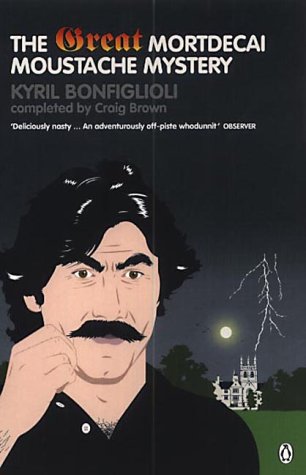 THE Great MORTDECAI
MOUSTACHE MYSTERY
KYRIL BONFIGLIOLI
completed by Craig Brown
'Deliciously nasty ... An adventurously off-piste whodunnit' OBSERVER